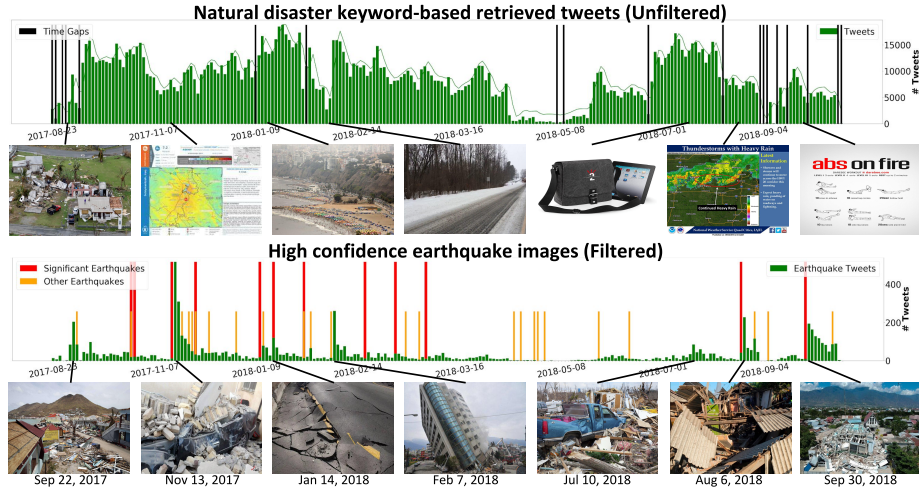 Natural disaster keyword-based retrieved tweets (Unfiltered)
Time Gaps
Tweets
15000
10000
5000
0
# Tweets
2017-08-23
2017-11-07
2018-01-09
2018-02-14
2018-03-16
2018-05-08
2018-07-01
2018-09-04
Thunderstorms with Heavy Rain
Latest
Information
Continued Heavy Rain
abs on fire
High confidence earthquake images (Filtered)
Significant Earthquakes
Other Earthquakes
Earthquake Tweets
400
200
0
# Tweets
2017-08-23
2017-11-07
2018-01-09
2018-02-14
2018-03-16
2018-05-08
2018-07-01
2018-09-04
Sep 22, 2017
Nov 13, 2017
Jan 14, 2018
Feb 7, 2018
Jul 10, 2018
Aug 6, 2018
Sep 30, 2018